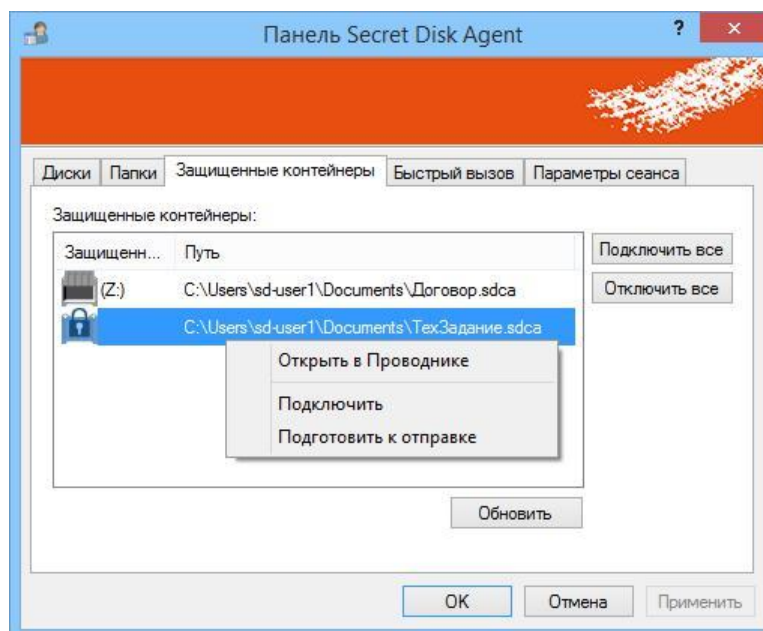 Панель Secret Disk Agent
?
Диски Папки Защищенные контейнеры Быстрый вызов Параметры сеанса
Защищенные контейнеры:
Защищенн... Путь
Подключить все
(Z:) C:\Users\sd-user1\Documents\Договор.sdca
Отключить все
C:\Users\sd-user1\Documents\ТехЗадание.sdca
Открыть в Проводнике
Подключить
Подготовить к отправке
Обновить
OK Отмена Применить